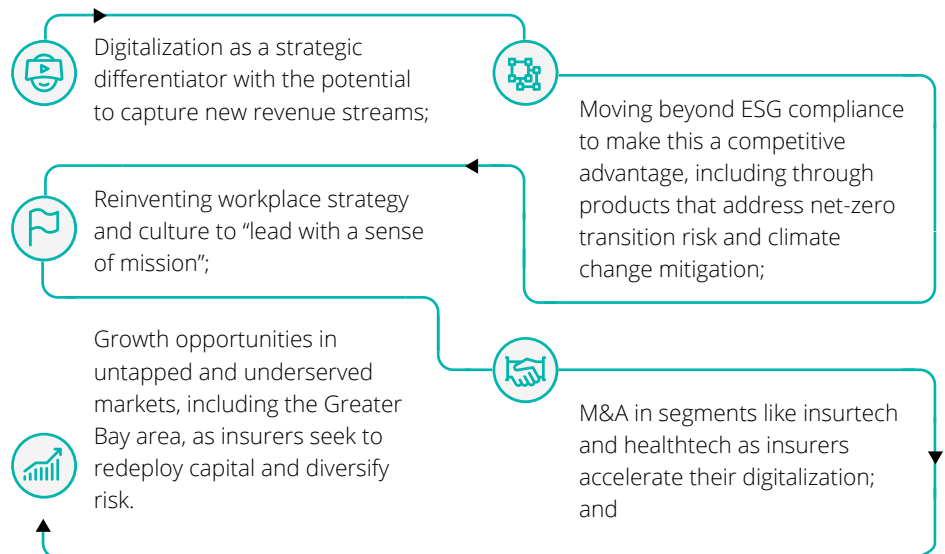 Digitalization as a strategic
differentiator with the potential
to capture new revenue streams;
Moving beyond ESG compliance
to make this a competitive
advantage, including through
products that address net-zero
transition risk and climate
change mitigation;
Reinventing workplace strategy
and culture to “lead with a sense
of mission”;
M&A in segments like insurtech
and healthtech as insurers
accelerate their digitalization;
and
Growth opportunities in
untapped and underserved
markets, including the Greater
Bay area, as insurers seek to
redeploy capital and diversify
risk.